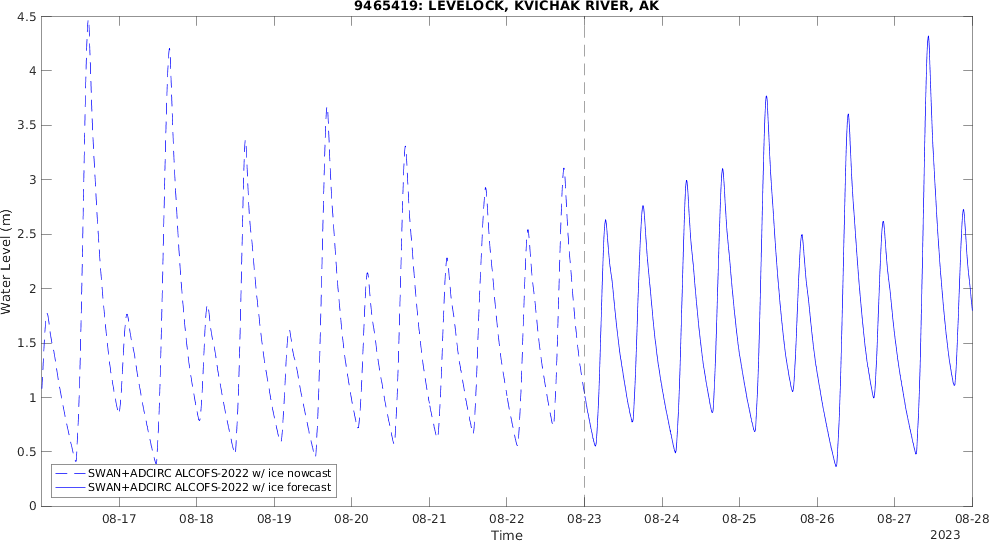 9465419: LEVELOCK, KVICHAK RIVER, AK
Water Level (m)
4.5
4
3.5
3
2.5
2
1.5
1
0.5
0
SWAN+ADCIRC ALCOFS-2022 w/ ice nowcast
SWAN+ADCIRC ALCOFS-2022 w/ ice forecast
08-17 08-18 08-19 08-20 08-21 08-22 08-23 08-24 08-25 08-26 08-27 08-28
Time
2023